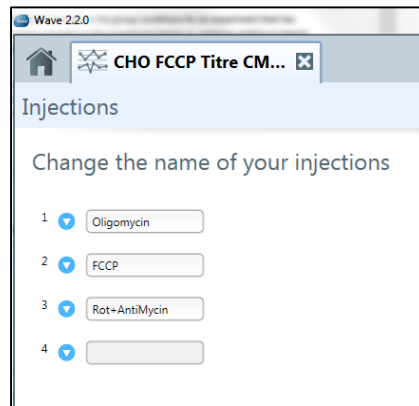 Wave 2.2.0
CHO FCCP Titre CM...
Injections
Change the name of your injections
1 Oligomycin
2 FCCP
3 Rot+AntiMycin
4